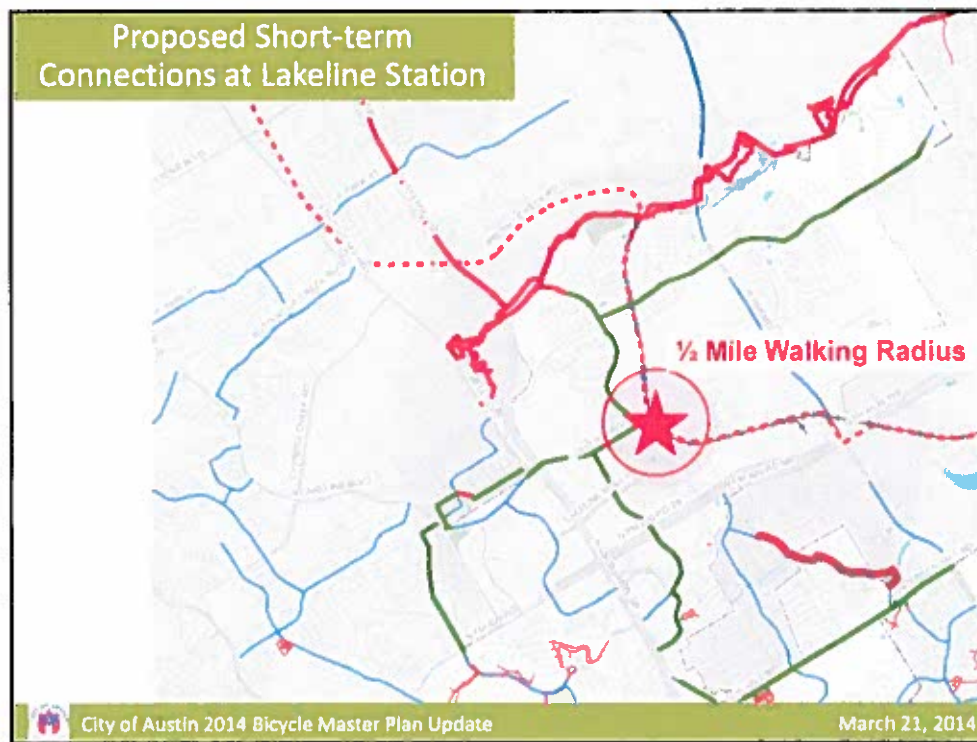 Proposed Short-term
Connections at Lakeline Station
½ Mile Walking Radius
City of Austin 2014 Bicycle Master Plan Update
March 21, 2014